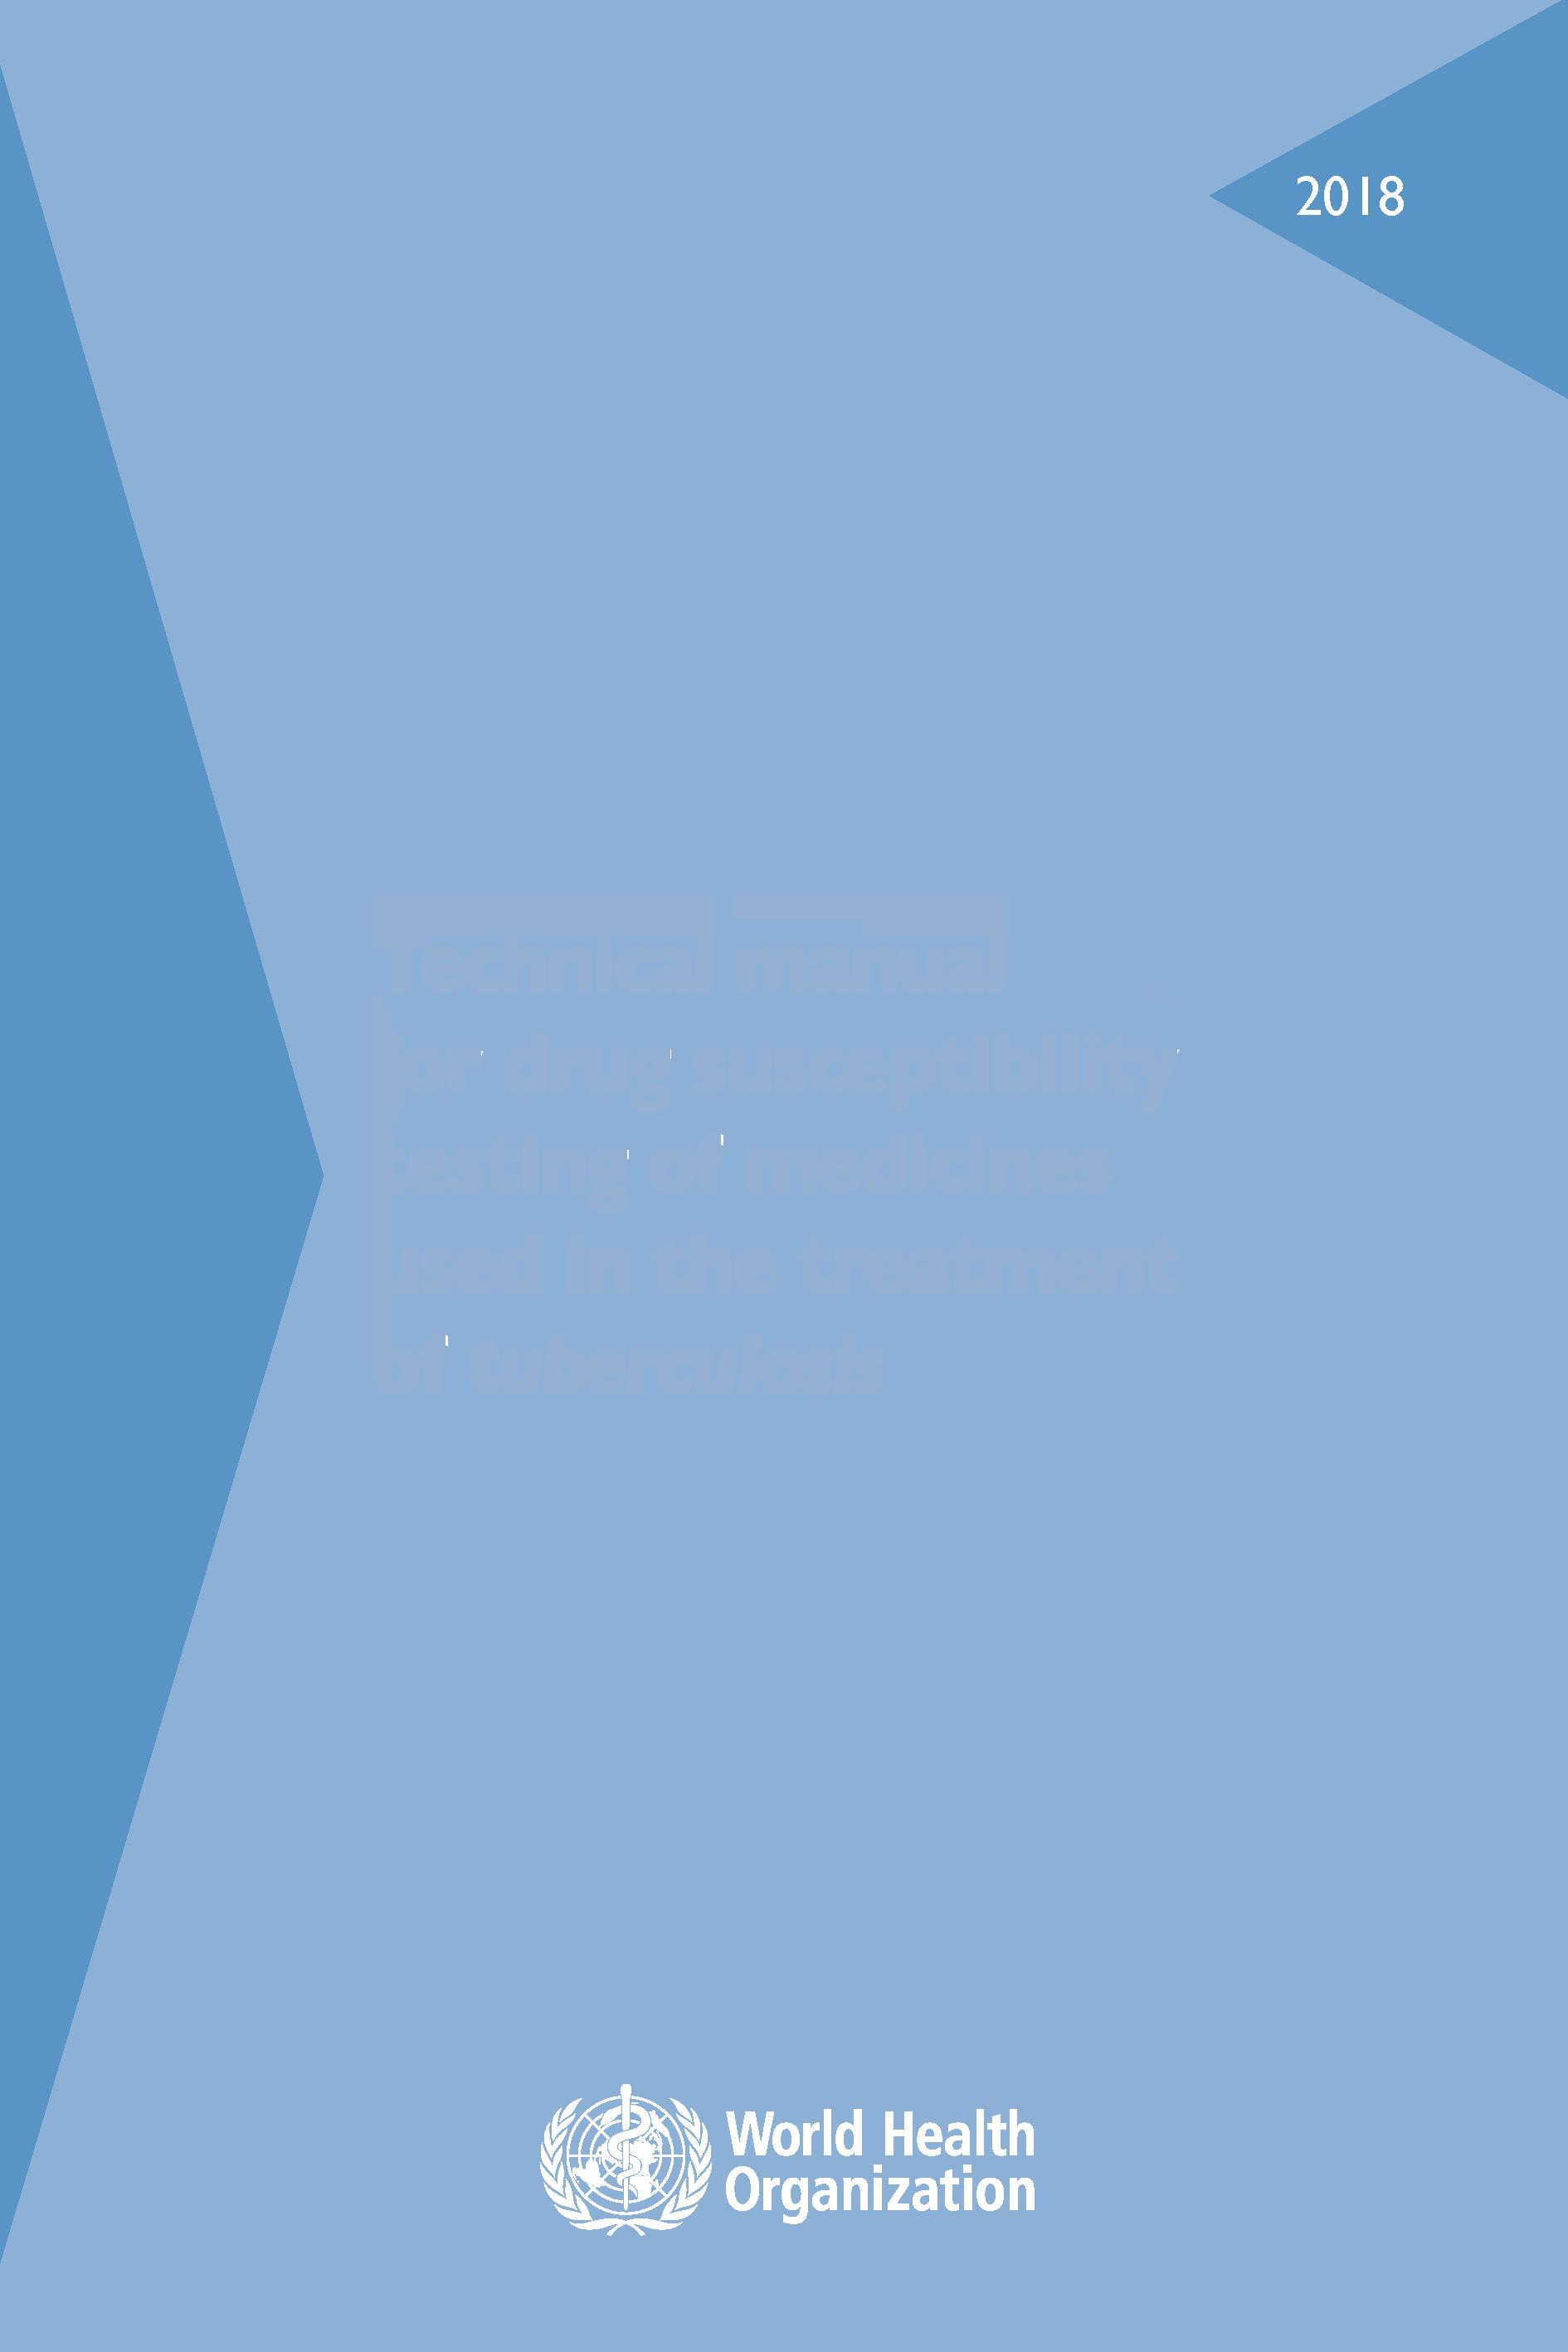 2018
Technical manual
for drug susceptibility
testing of medicines
used in the treatment
of tuberculosis
World Health
Organization